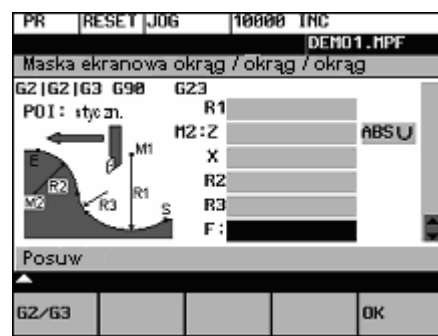 PR RESET JOG 10000 INC
DEMO1.MPF
Maska ekranowa okrąg / okrąg / okrąg
G2|G2|G3 G90 G23
POI: stycz.
R1
M2:Z ABS U
X
R2
R3
F:
E M1
R2 R1
M2 R3 S
Posuw
G2/G3 OK